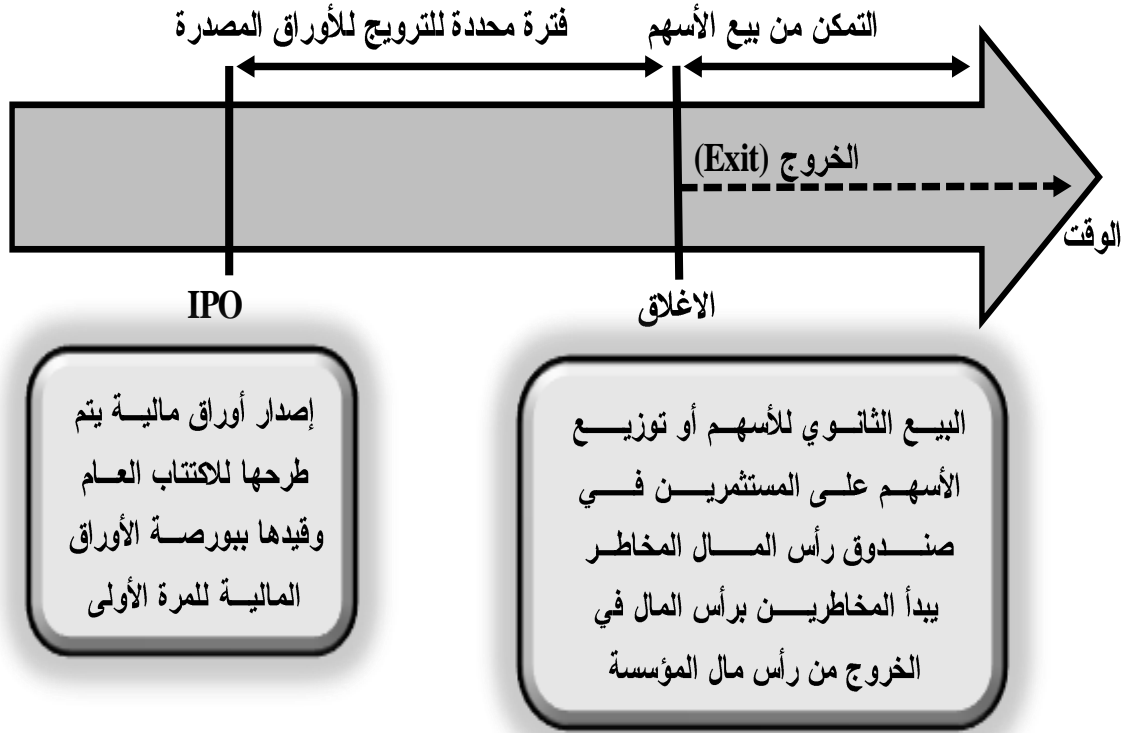 التمكن من بيع الأسهم
فترة محددة للترويج للأوراق المصدرة
الخروج (Exit)
الوقت
IPO
الاغلاق
إصدار أوراق مالية يتم
طرحها للاكتتاب العام
وقيدها ببورصة الأوراق
المالية للمرة الأولى
البيع الثانوي للأسهم أو توزيع
الأسهم على المستثمرين في
صندوق رأس المال المخاطر
يبدأ المخاطرين برأس المال في
الخروج من رأس مال المؤسسة